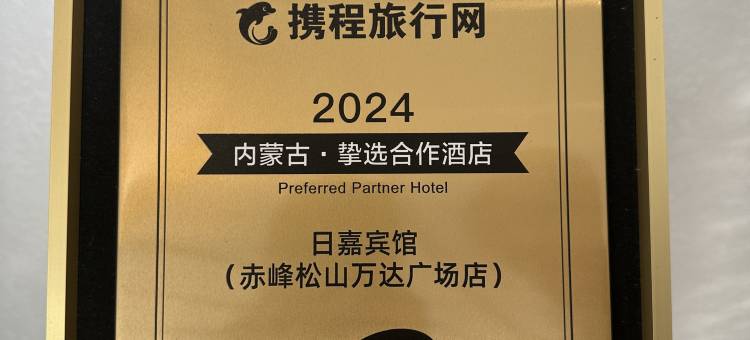 携程旅行网
2024
内蒙古·挚选合作酒店
Preferred Partner Hotel
日嘉宾馆
（赤峰松山万达广场店）